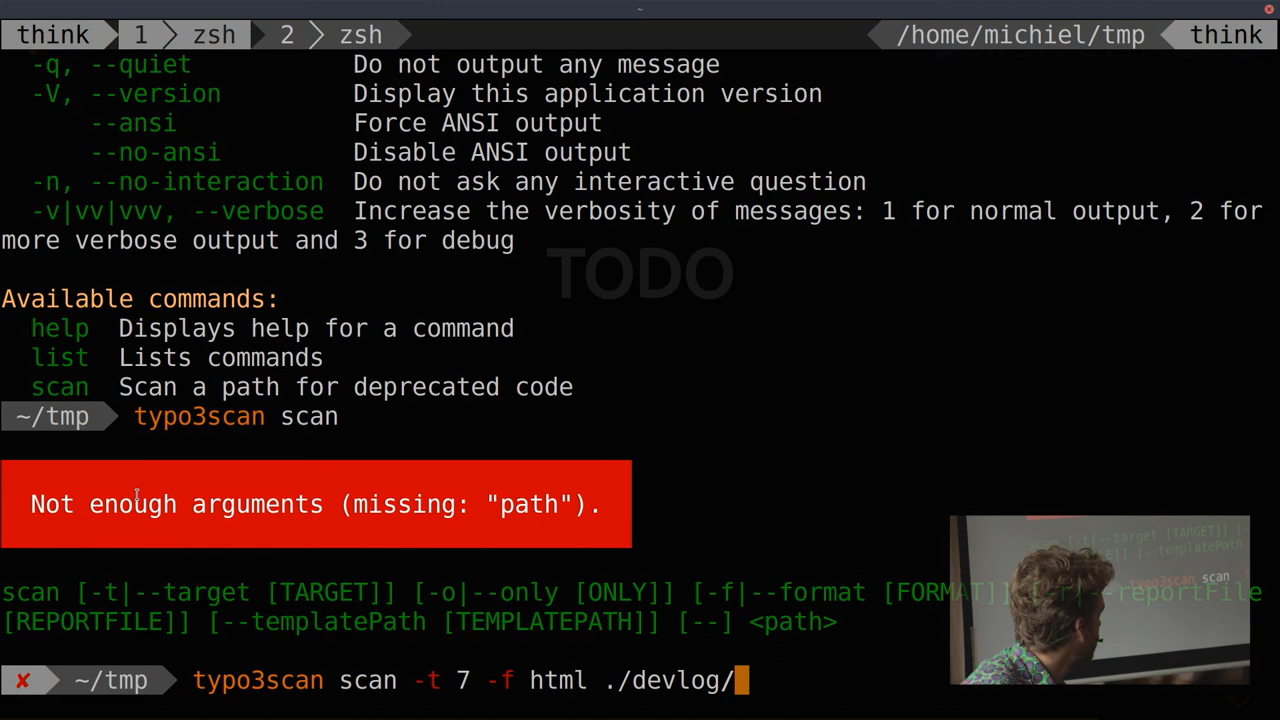 ~
think 1 zsh 2 zsh /home/michiel/tmp think
-q, --quiet Do not output any message
-V, --version Display this application version
--ansi Force ANSI output
--no-ansi Disable ANSI output
-n, --no-interaction Do not ask any interactive question
-v|vv|vvv, --verbose Increase the verbosity of messages: 1 for normal output, 2 for
more verbose output and 3 for debug
TODO
Available commands:
help Displays help for a command
list Lists commands
scan Scan a path for deprecated code
~/tmp typo3scan scan
Not enough arguments (missing: "path").
scan [-t|--target [TARGET]] [-o|--only [ONLY]] [-f|--format [FORMAT]] [-r|--reportFile
[REPORTFILE]] [--templatePath [TEMPLATEPATH]] [--] <path>
✘ ~/tmp typo3scan scan -t 7 -f html ./devlog/
scan [-t|--target [TARGET]] [-
typo3scan scan